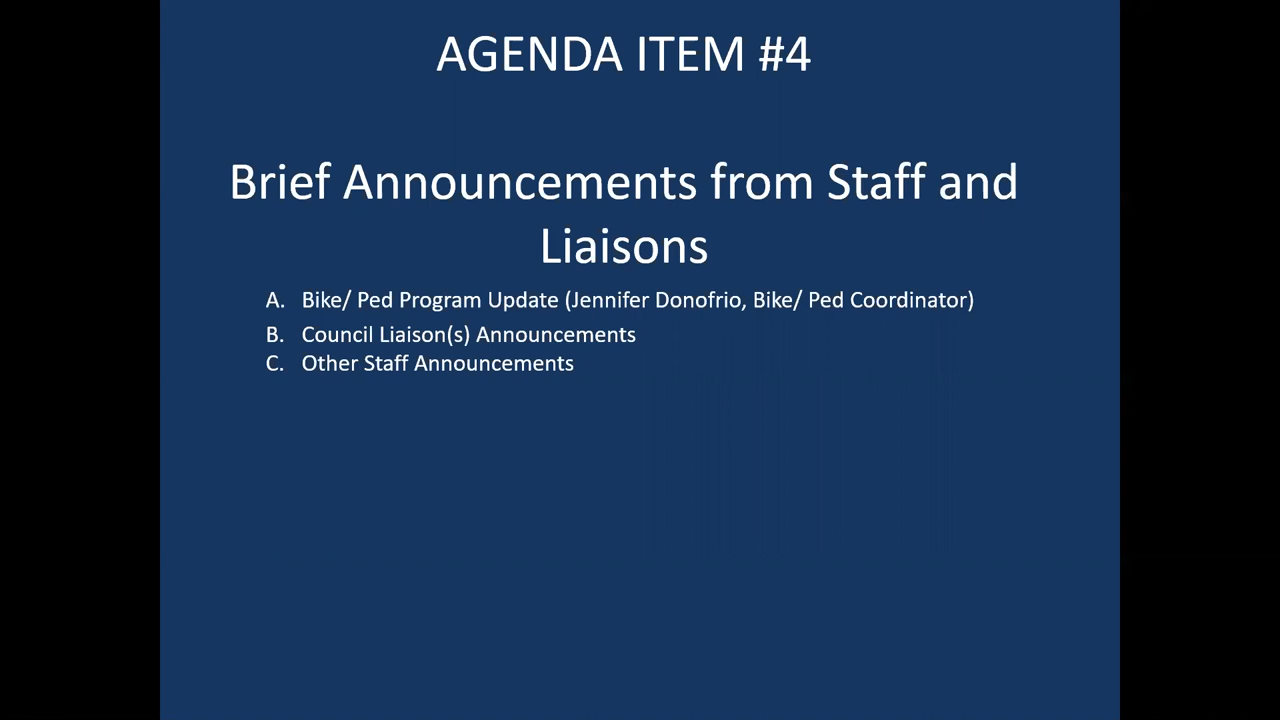 AGENDA ITEM #4
Brief Announcements from Staff and
Liaisons
A. Bike/ Ped Program Update (Jennifer Donofrio, Bike/ Ped Coordinator)
B. Council Liaison(s) Announcements
C. Other Staff Announcements